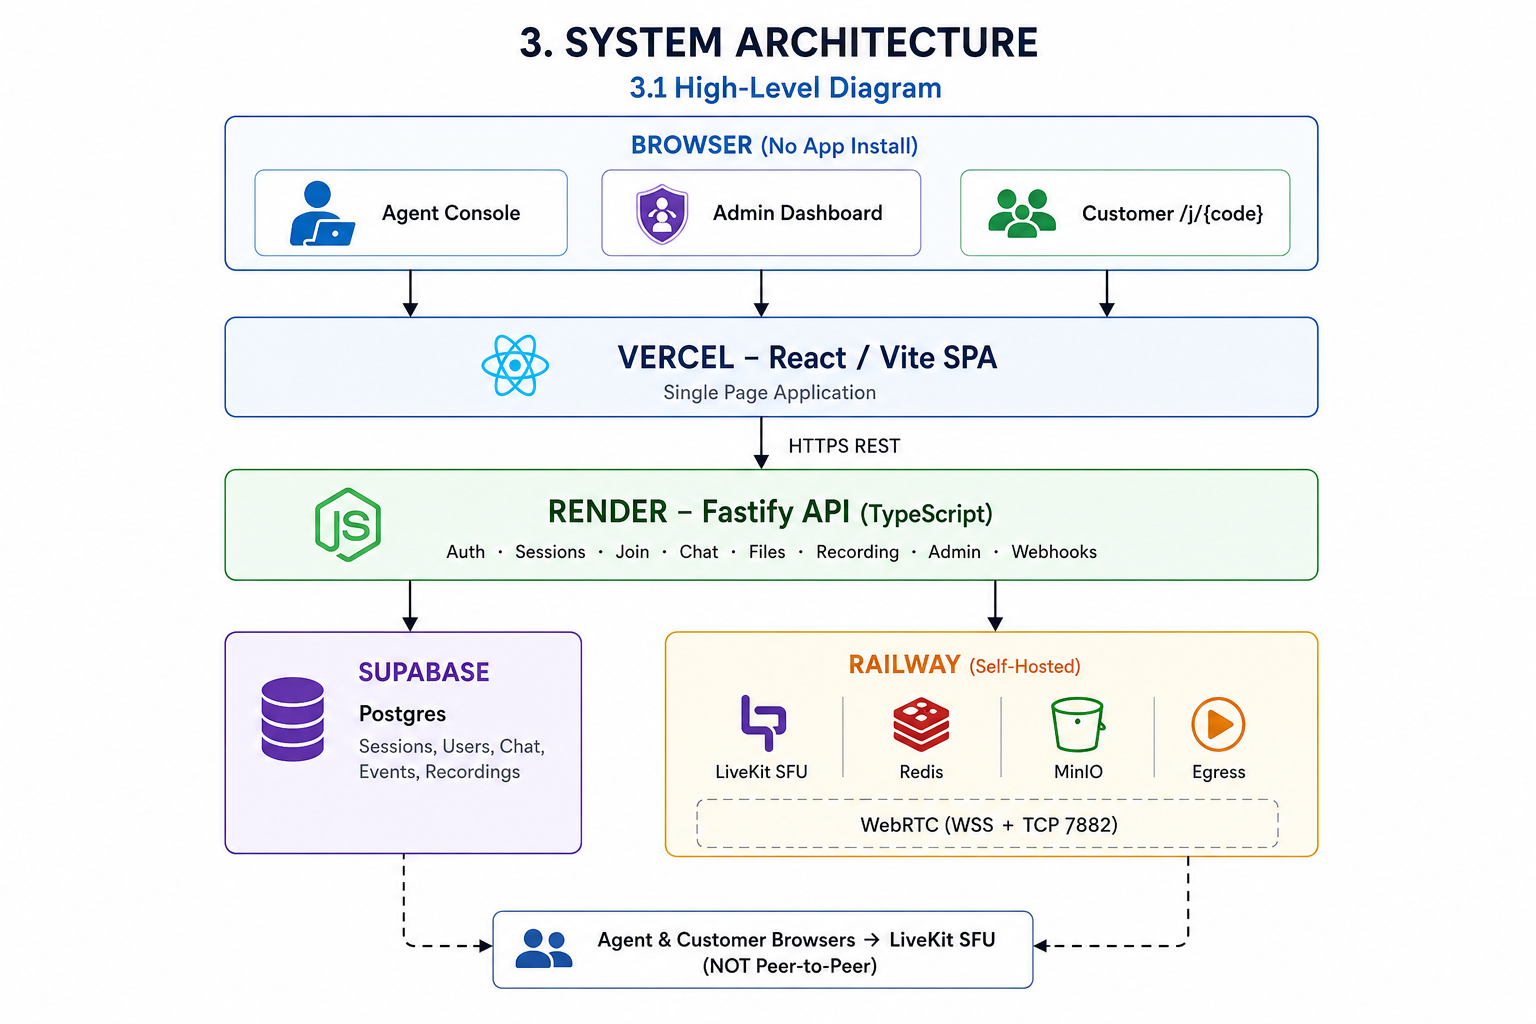 3. SYSTEM ARCHITECTURE
3.1 High-Level Diagram
BROWSER (No App Install)
Agent Console
Admin Dashboard
Customer /j/{code}
VERCEL – React / Vite SPA
Single Page Application
HTTPS REST
JS
RENDER – Fastify API (TypeScript)
Auth · Sessions · Join · Chat · Files · Recording · Admin · Webhooks
SUPABASE
Postgres
Sessions, Users, Chat,
Events, Recordings
RAILWAY (Self-Hosted)
LiveKit SFU
Redis
MinIO
Egress
WebRTC (WSS + TCP 7882)
Agent & Customer Browsers → LiveKit SFU
(NOT Peer-to-Peer)